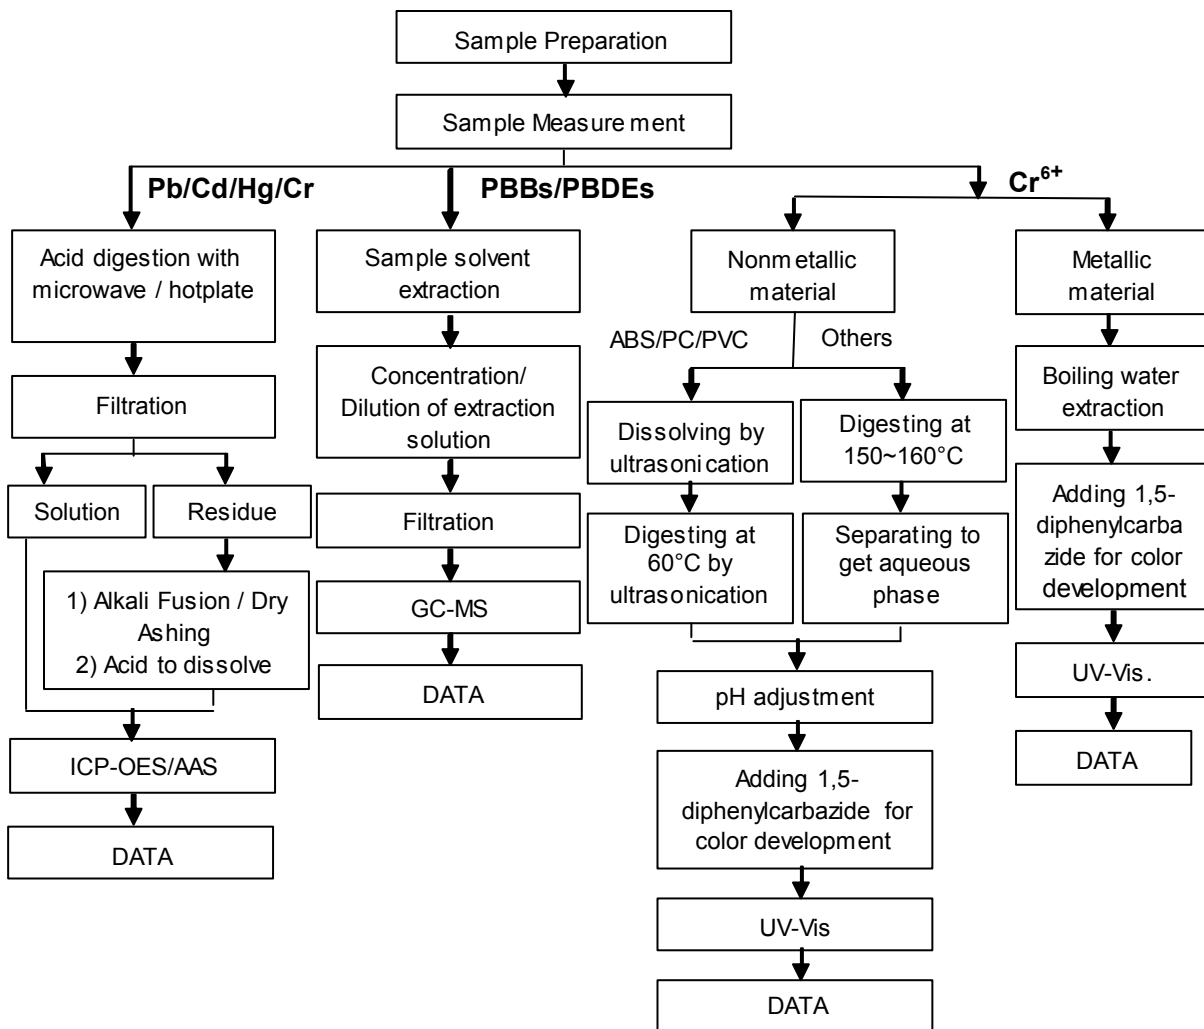 Sample Preparation
Sample Measurement
Pb/Cd/Hg/Cr
PBBs/PBDEs
Cr6+
Acid digestion with
microwave / hotplate
Sample solvent
extraction
Nonmetallic
material
Metallic
material
ABS/PC/PVC
Others
Filtration
Concentration/
Dilution of extraction
solution
Dissolving by
ultrasonication
Digesting at
150~160°C
Boiling water
extraction
Solution
Residue
Filtration
Digesting at
60°C by
ultrasonication
Separating to
get aqueous
phase
Adding 1,5-
diphenylcarba
zide for color
development
1) Alkali Fusion / Dry
Ashing
2) Acid to dissolve
GC-MS
DATA
pH adjustment
UV-Vis.
DATA
ICP-OES/AAS
DATA
Adding 1,5-
diphenylcarbazide for
color development
UV-Vis
DATA